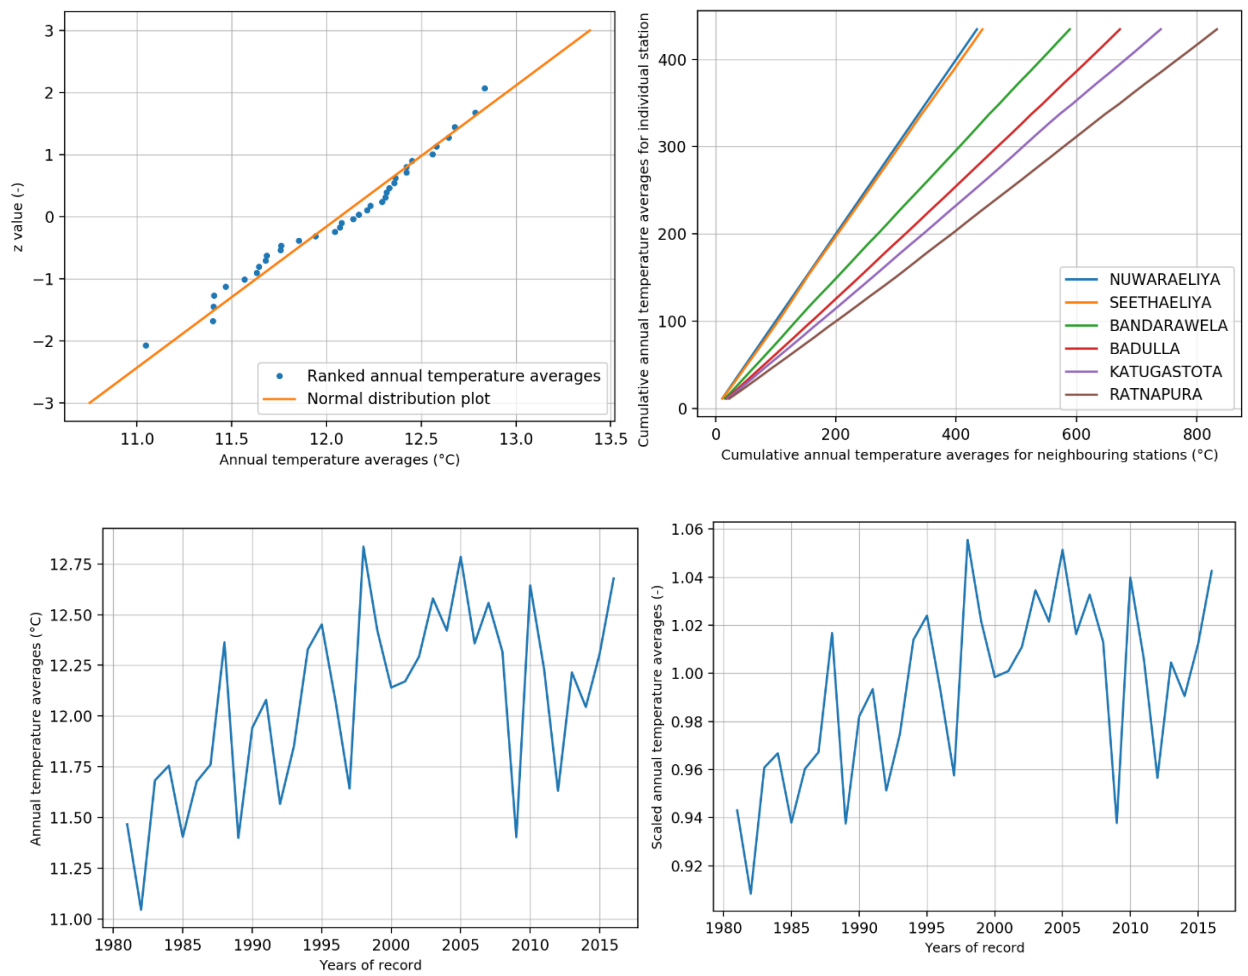 3
2
1
0
−1
−2
−3
z value (-)
11.0 11.5 12.0 12.5 13.0 13.5
Annual temperature averages (°C)
Ranked annual temperature averages
Normal distribution plot
400
300
200
100
0
Cumulative annual temperature averages for individual station
0 200 400 600 800
Cumulative annual temperature averages for neighbouring stations (°C)
NUWARAELIYA
SEETHAELIYA
BANDARAWELA
BADULLA
KATUGASTOTA
RATNAPURA
12.75
12.50
12.25
12.00
11.75
11.50
11.25
11.00
Annual temperature averages (°C)
1980 1985 1990 1995 2000 2005 2010 2015
Years of record
1.06
1.04
1.02
1.00
0.98
0.96
0.94
0.92
Scaled annual temperature averages (-)
1980 1985 1990 1995 2000 2005 2010 2015
Years of record